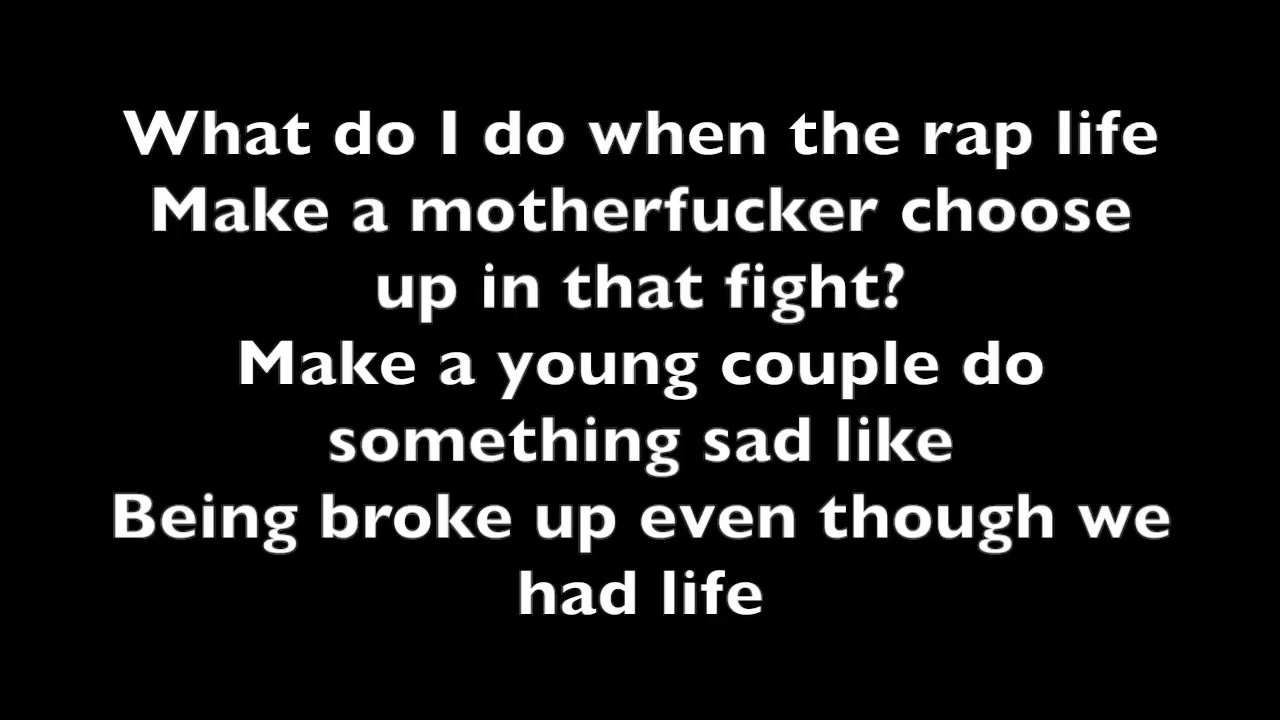 What do I do when the rap life
Make a motherfucker choose
up in that fight?
Make a young couple do
something sad like
Being broke up even though we
had life